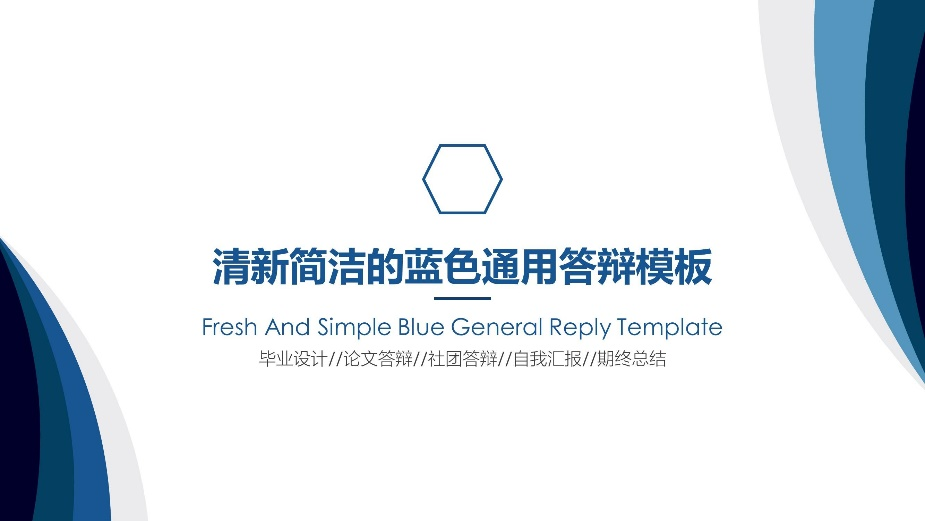 清新简洁的蓝色通用答辩模板
Fresh And Simple Blue General Reply Template
毕业设计//论文答辩//社团答辩//自我汇报//期终总结